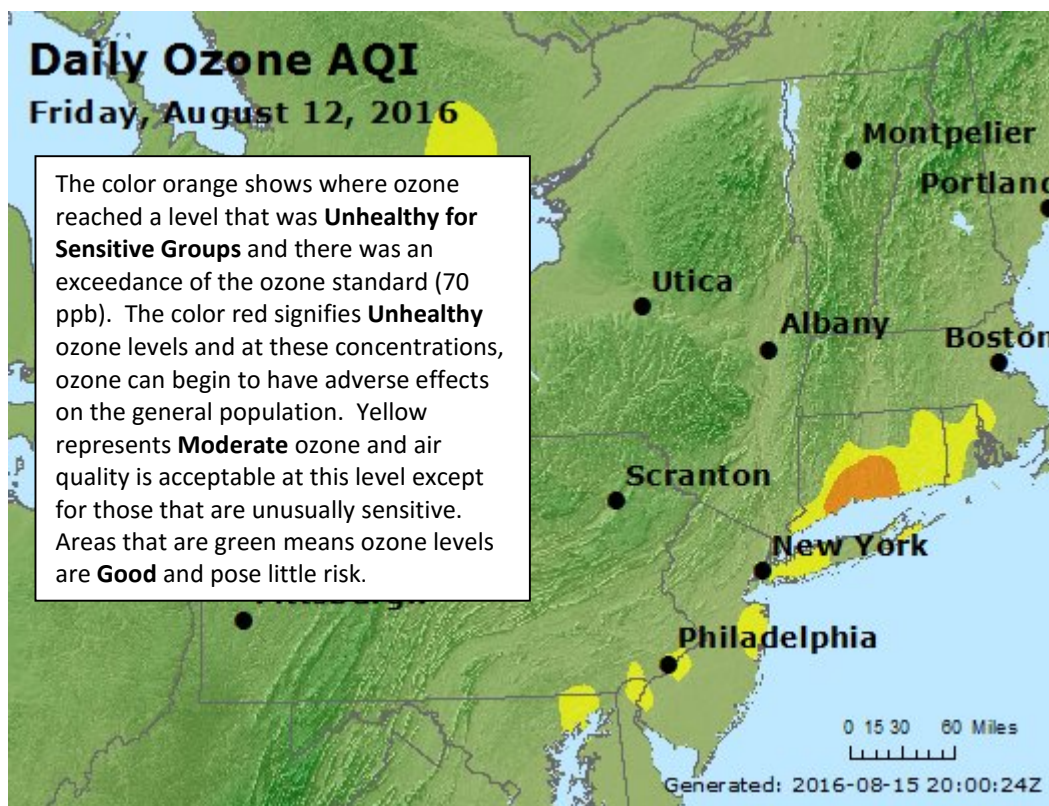 Daily Ozone AQI
Friday, August 12, 2016
Montpelier
Portland
The color orange shows where ozone
reached a level that was Unhealthy for
Sensitive Groups and there was an
exceedance of the ozone standard (70
ppb). The color red signifies Unhealthy
ozone levels and at these concentrations,
ozone can begin to have adverse effects
on the general population. Yellow
represents Moderate ozone and air
quality is acceptable at this level except
for those that are unusually sensitive.
Areas that are green means ozone levels
are Good and pose little risk.
Utica
Albany
Boston
Scranton
New York
Philadelphia
0 15 30 60 Miles
Generated: 2016-08-15 20:00:24Z